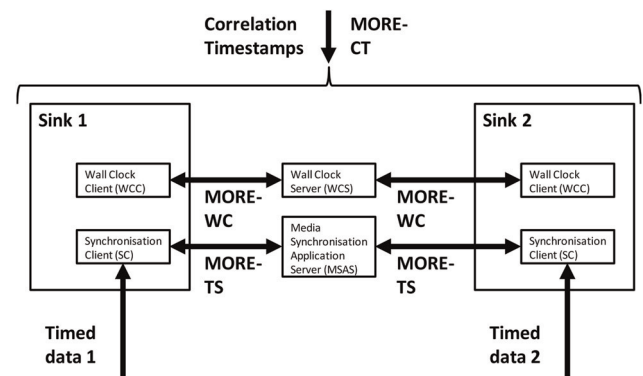 Correlation
Timestamps
MORE-
CT
Sink 1
Sink 2
Wall Clock
Client (WCC)
MORE-
WC
Wall Clock
Server (WCS)
MORE-
WC
Wall Clock
Client (WCC)
Synchronisation
Client (SC)
MORE-
TS
Media
Synchronisation
Application
Server (MSAS)
MORE-
TS
Synchronisation
Client (SC)
Timed
data 1
Timed
data 2